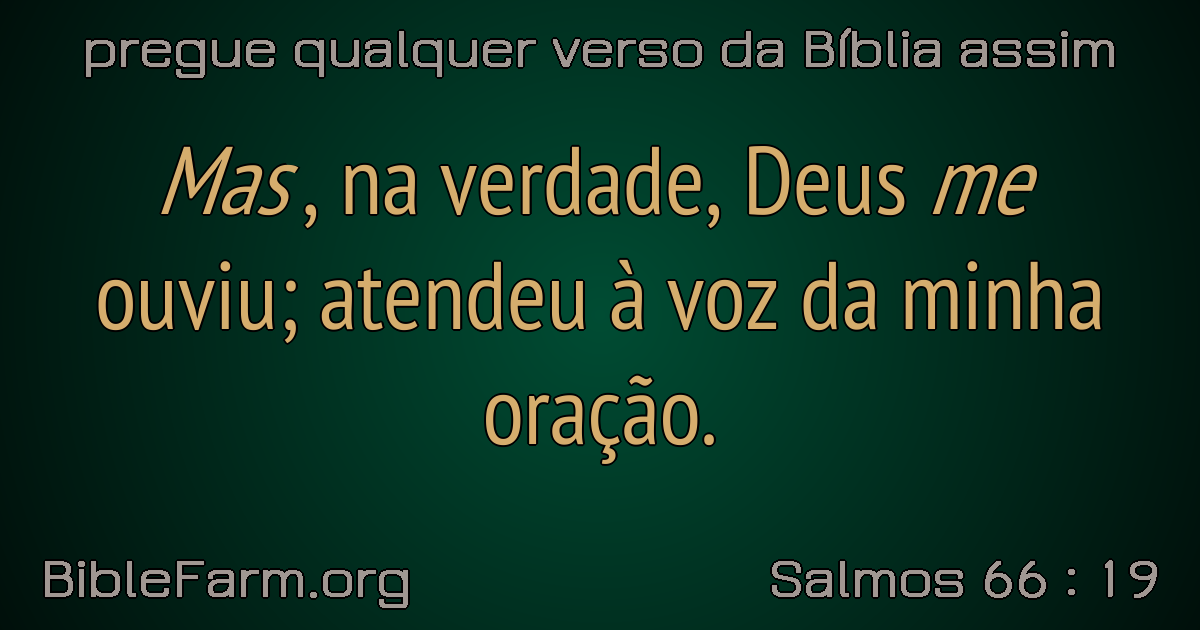 pregue qualquer verso da Bíblia assim
Mas, na verdade, Deus me
ouviu; atendeu à voz da minha
oração.
BibleFarm.org
Salmos 66 : 19